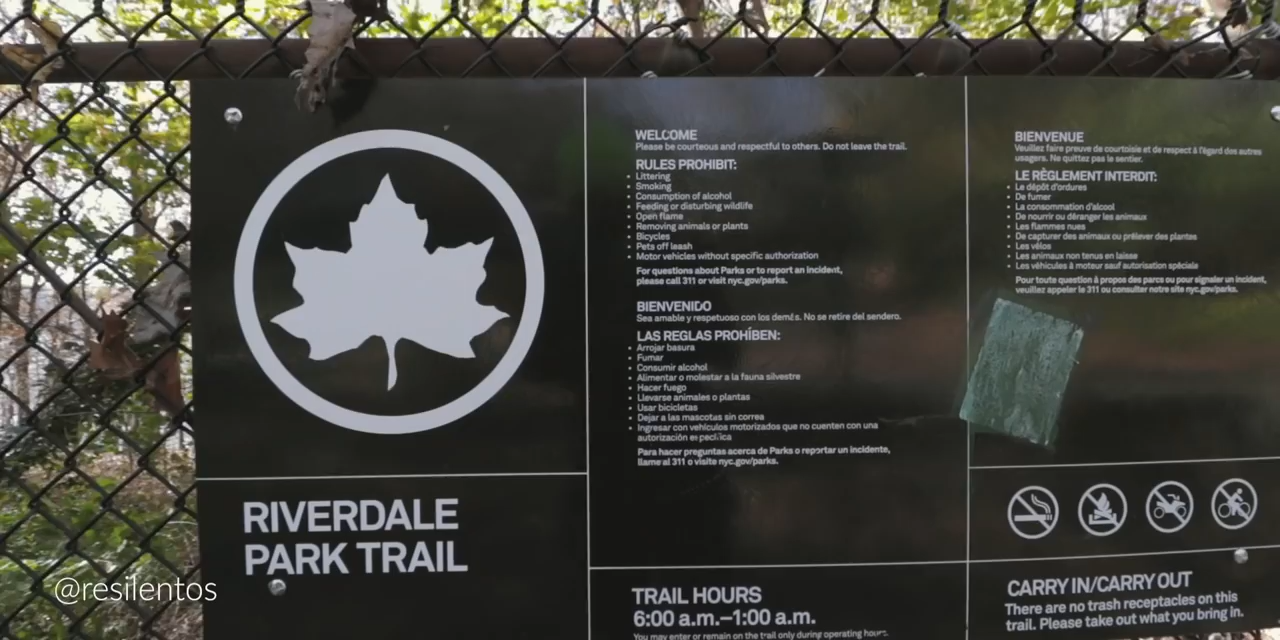 WELCOME
Please be courteous and respectful to others. Do not leave the trail.
RULES PROHIBIT:
• Littering
• Smoking
• Consumption of alcohol
• Feeding or disturbing wildlife
• Open flame
• Removing animals or plants
• Bicycles
• Pets off leash
• Motor vehicles without specific authorization
For questions about Parks or to report an incident,
please call 311 or visit nyc.gov/parks.
BIENVENIDO
Sea amable y respetuoso con los demás. No se retire del sendero.
LAS REGLAS PROHÍBEN:
• Arrojar basura
• Fumar
• Consumir alcohol
• Alimentar o molestar a la fauna silvestre
• Hacer fuego
• Llevarse animales o plantas
• Usar bicicletas
• Dejar a las mascotas sin correa
• Ingresar con vehículos motorizados que no cuenten con una
autorización específica
Para hacer preguntas acerca de Parks o reportar un incidente,
llame al 311 o visite nyc.gov/parks.
BIENVENUE
Veuillez faire preuve de courtoisie et de respect à l'égard des autres
usagers. Ne quittez pas le sentier.
LE RÈGLEMENT INTERDIT:
• Le dépôt d'ordures
• De fumer
• La consommation d'alcool
• De nourrir ou déranger les animaux
• Les flammes nues
• De capturer des animaux ou prélever des plantes
• Les vélos
• Les animaux non tenus en laisse
• Les véhicules à moteur sauf autorisation spéciale
Pour toute question à propos des parcs ou pour signaler un incident,
veuillez appeler le 311 ou consulter notre site nyc.gov/parks.
RIVERDALE
PARK TRAIL
TRAIL HOURS
6:00 a.m.–1:00 a.m.
You may enter or remain on the trail only during operating hours.
CARRY IN/CARRY OUT
There are no trash receptacles on this
trail. Please take out what you bring in.
@resilentos